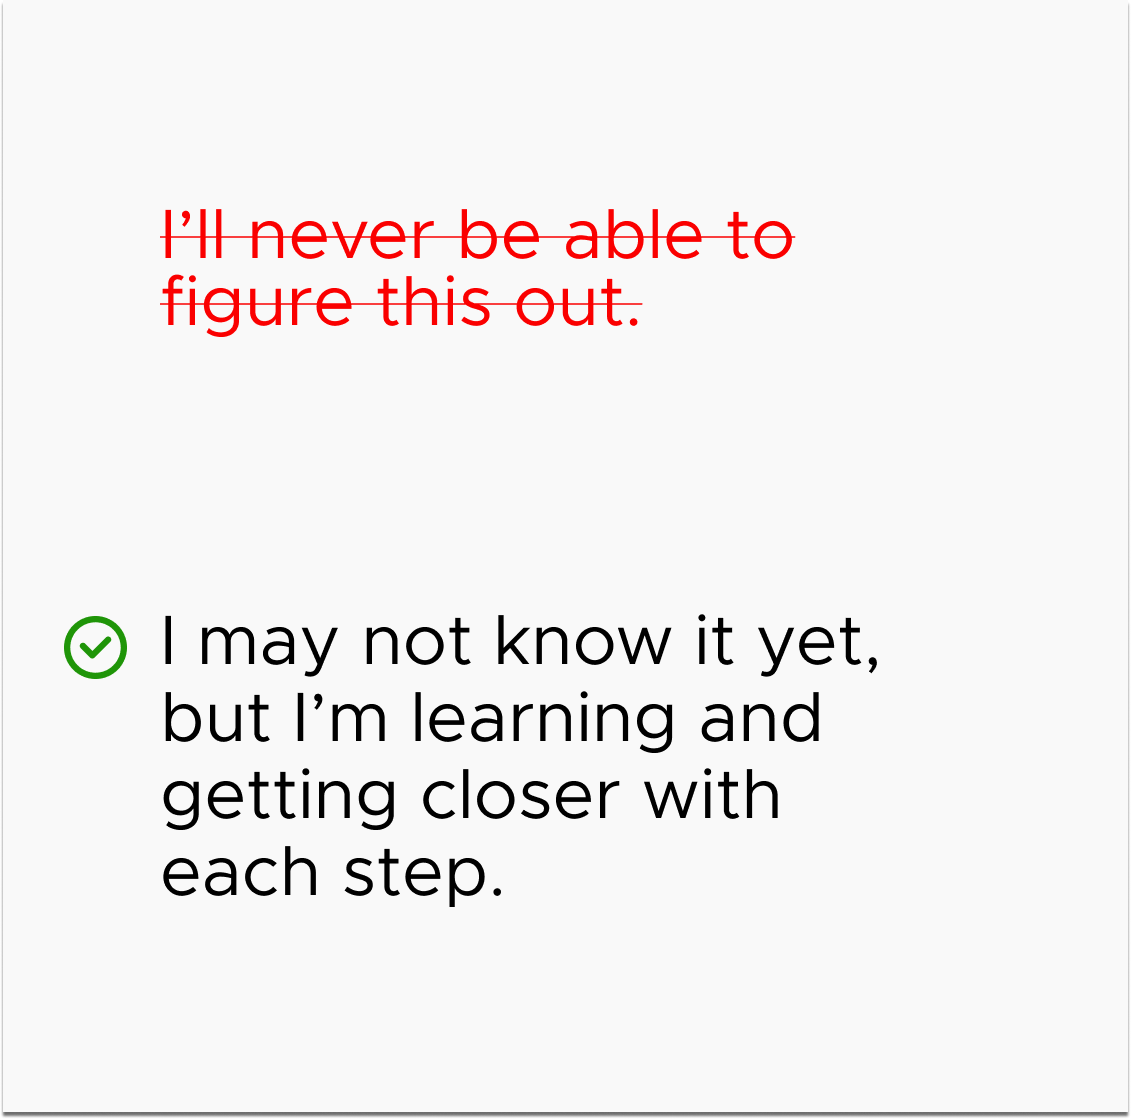 I’ll never be able to
figure this out.
I may not know it yet,
but I’m learning and
getting closer with
each step.